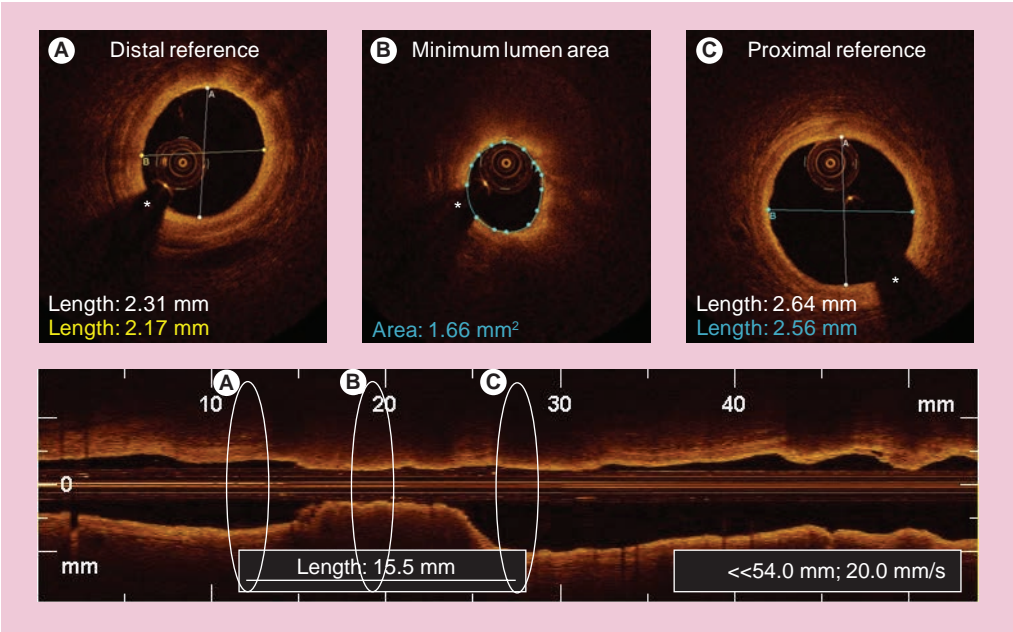 A Distal reference
B Minimum lumen area
C Proximal reference
A
B
*
Length: 2.31 mm
Length: 2.17 mm
*
Area: 1.66 mm²
A
B
*
Length: 2.64 mm
Length: 2.56 mm
A B C
10 20 30 40 mm
0
mm
Length: 15.5 mm
<<54.0 mm; 20.0 mm/s